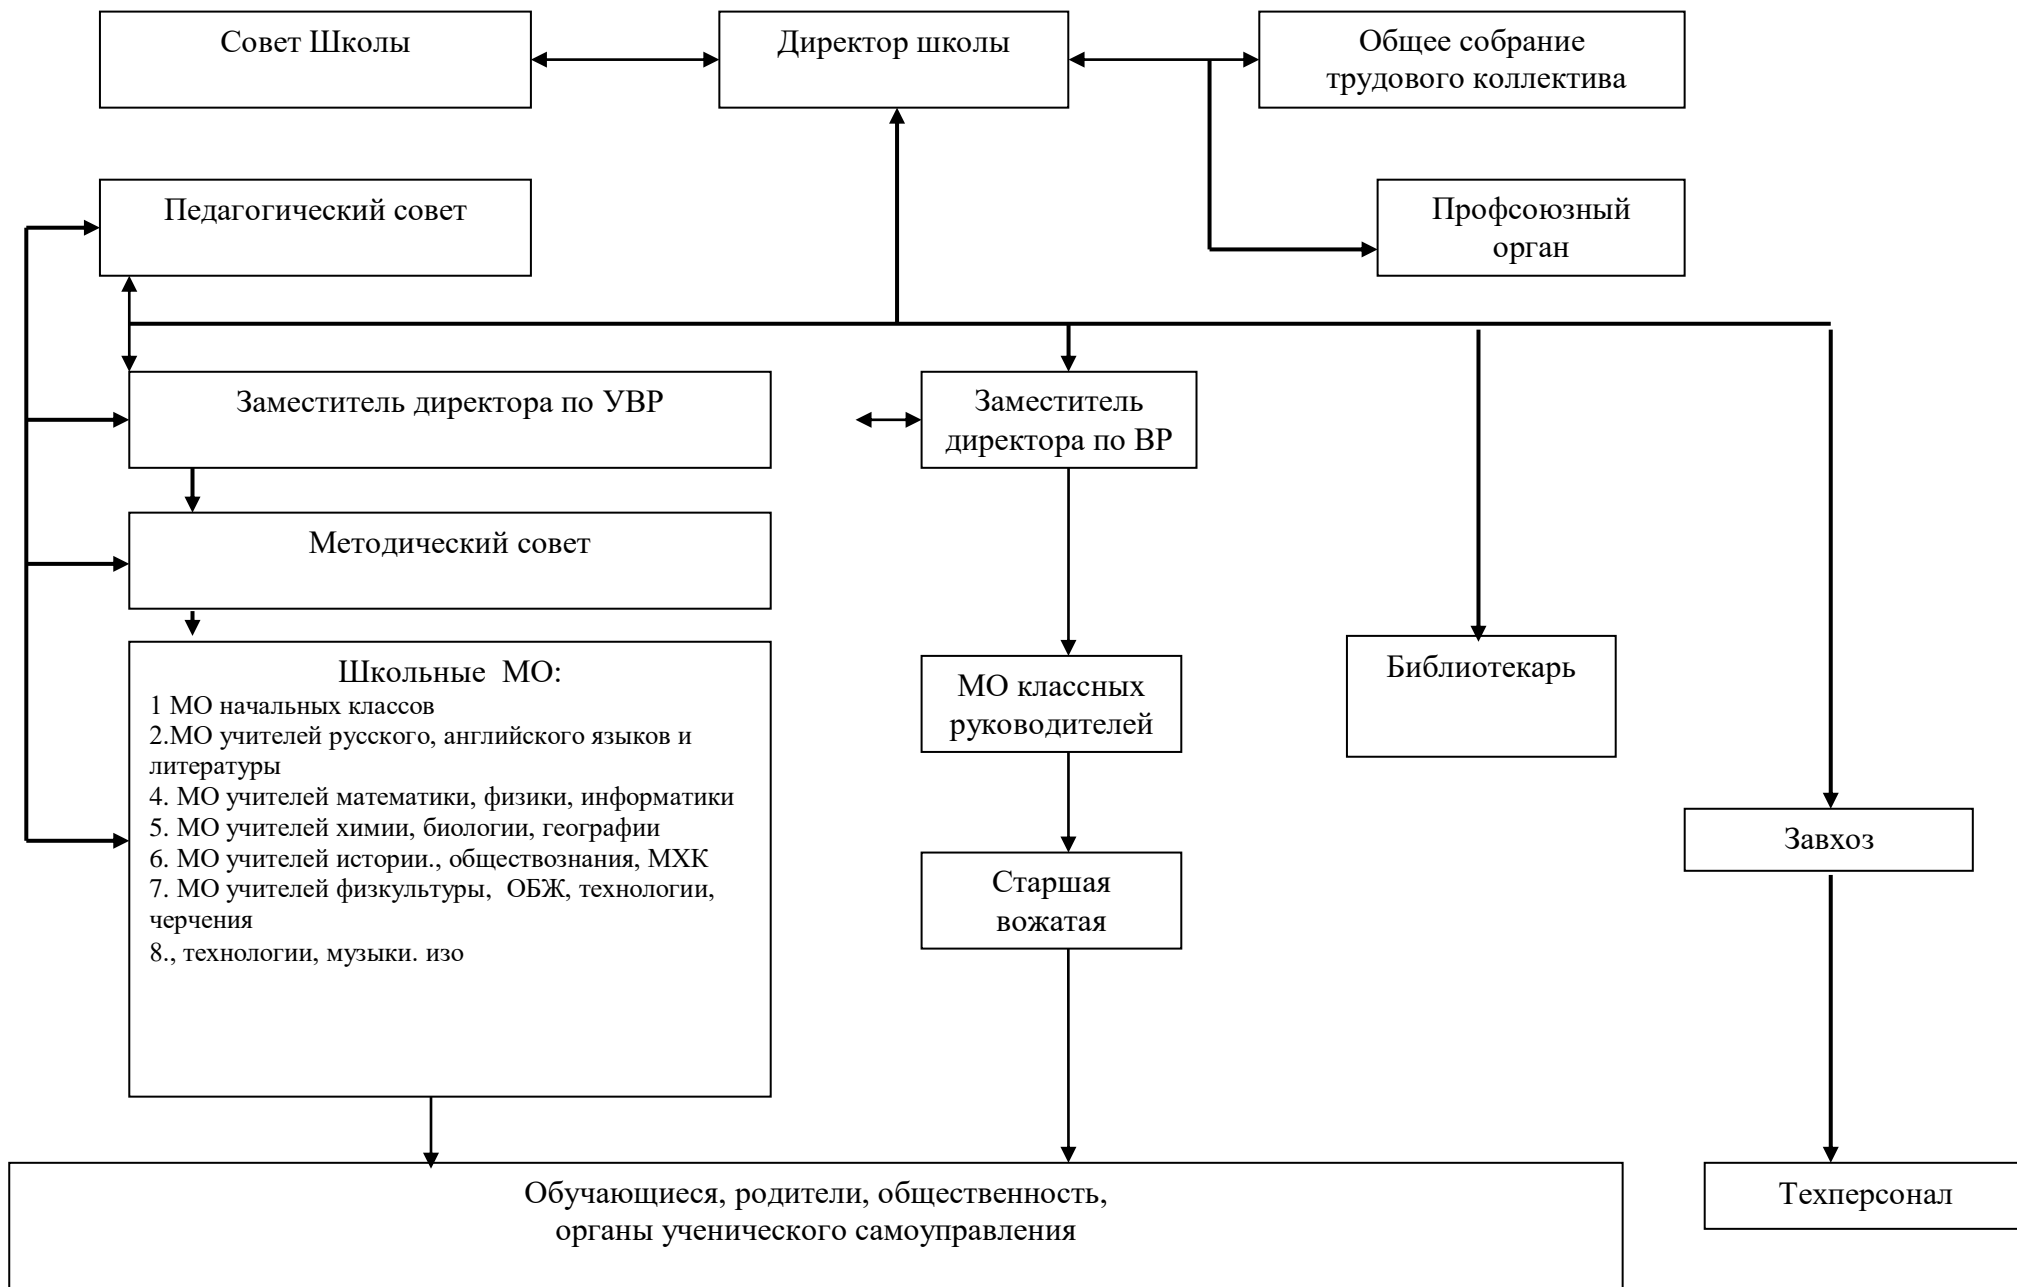 Совет Школы
Директор школы
Общее собрание
трудового коллектива
Педагогический совет
Профсоюзный
орган
Заместитель директора по УВР
Заместитель
директора по ВР
Методический совет
Школьные  МО:
1 МО начальных классов
2.МО учителей русского, английского языков и
литературы
4. МО учителей математики, физики, информатики
5. МО учителей химии, биологии, географии
6. МО учителей истории., обществознания, МХК
7. МО учителей физкультуры,  ОБЖ, технологии,
черчения
8., технологии, музыки. изо
МО классных
руководителей
Библиотекарь
Завхоз
Старшая
вожатая
Обучающиеся, родители, общественность,
органы ученического самоуправления
Техперсонал